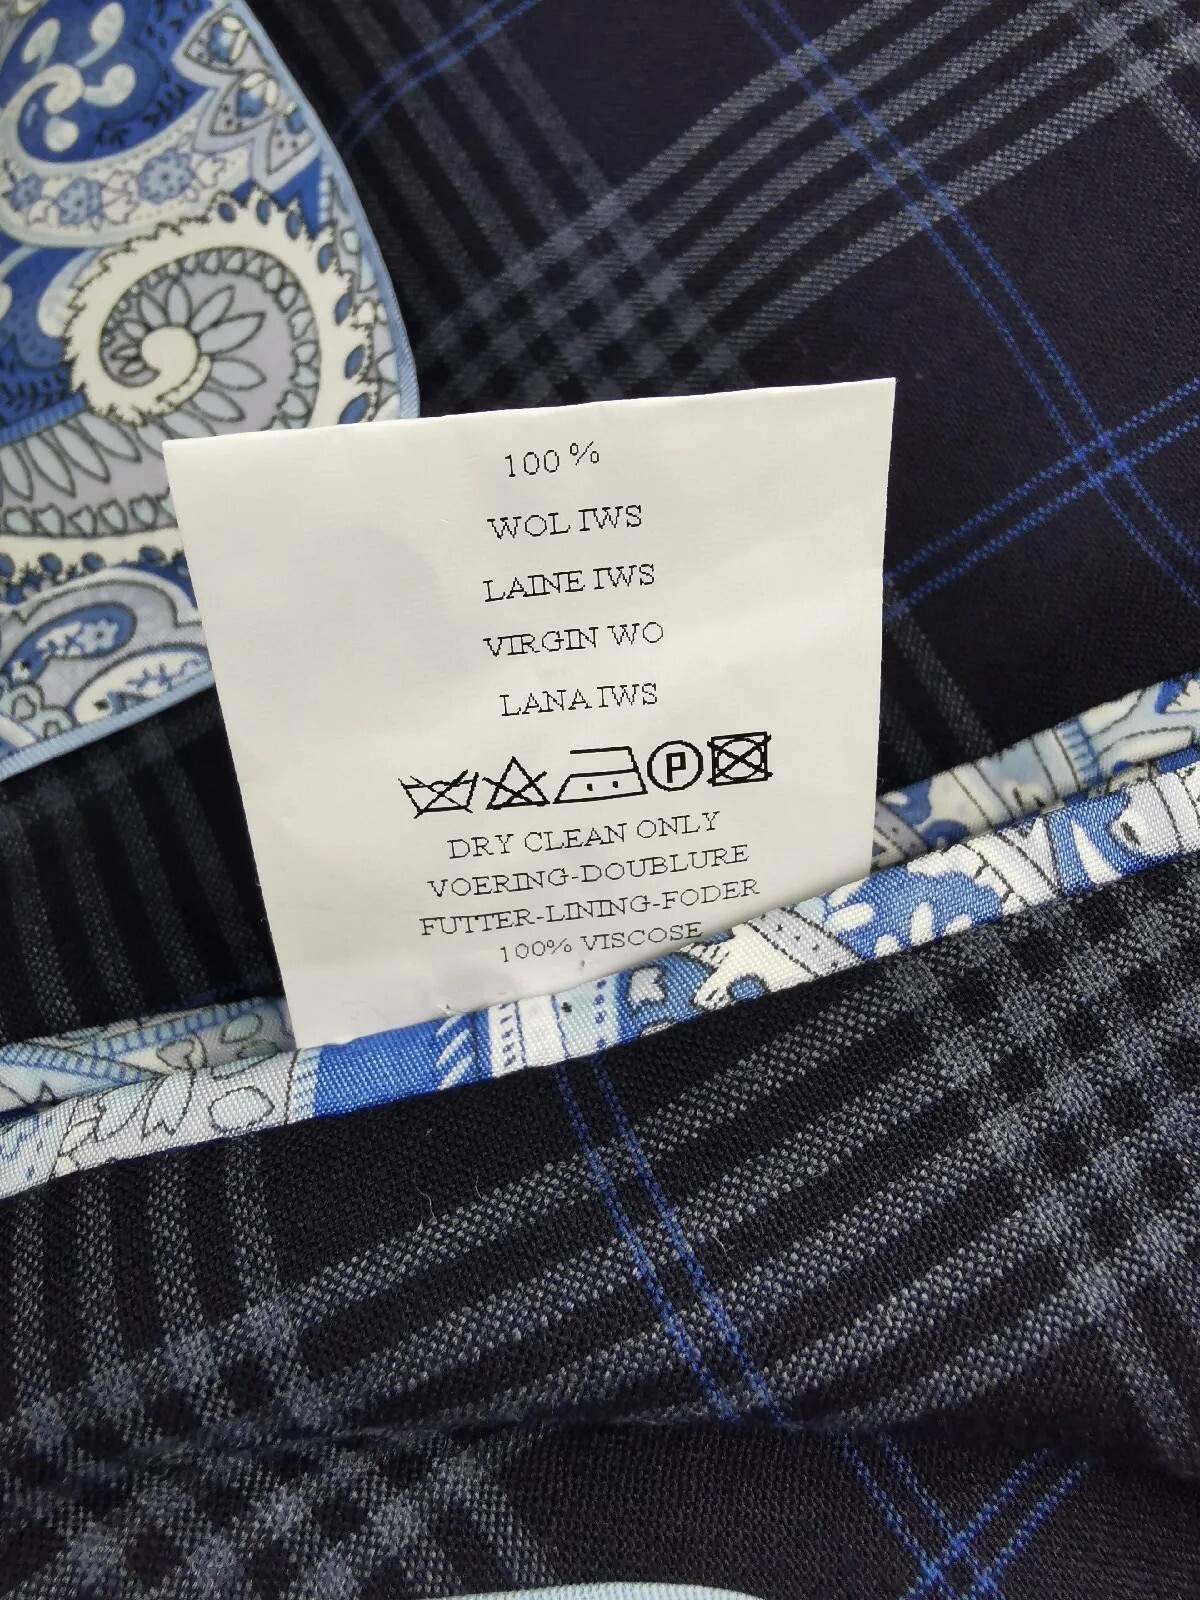 100 %
WOL IWS
LAINE IWS
VIRGIN WO
LANA IWS
P
DRY CLEAN ONLY
VOERING-DOUBLURE
FUTTER-LINING-FODER
100% VISCOSE